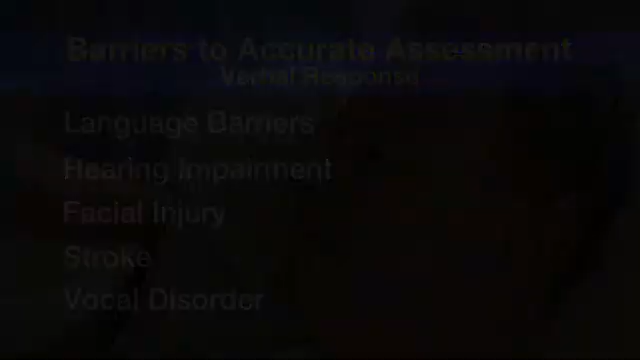 Barriers to Accurate Assessment
Verbal Response
Language Barriers
Hearing Impairment
Facial Injury
Stroke
Vocal Disorder